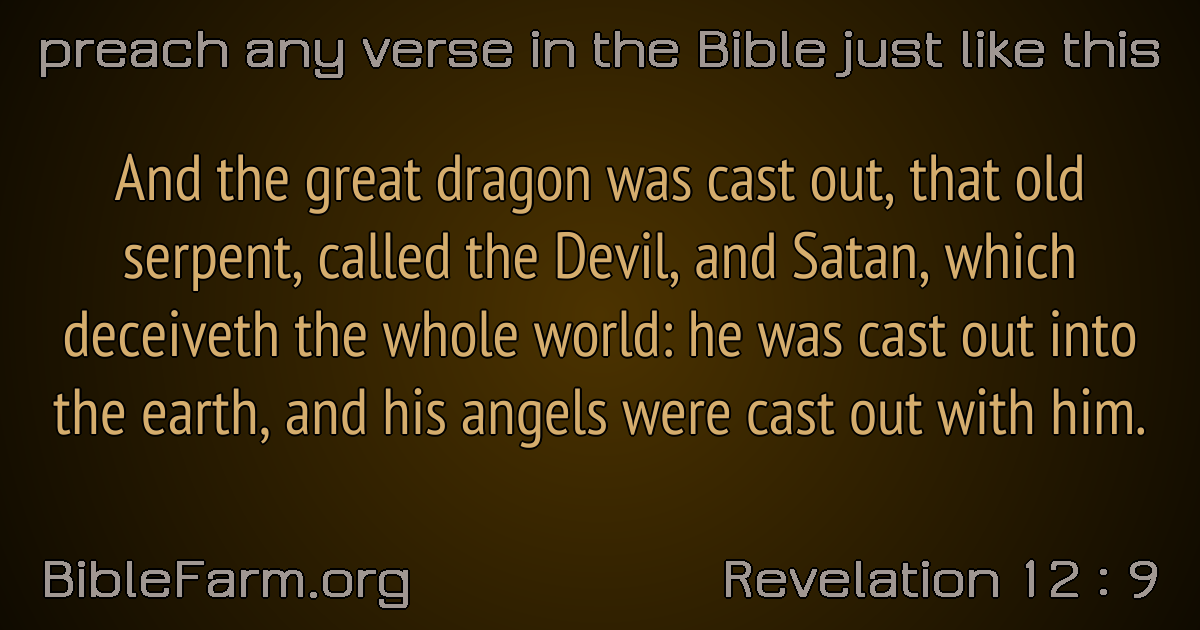 preach any verse in the Bible just like this
And the great dragon was cast out, that old
serpent, called the Devil, and Satan, which
deceiveth the whole world: he was cast out into
the earth, and his angels were cast out with him.
BibleFarm.org
Revelation 12 : 9